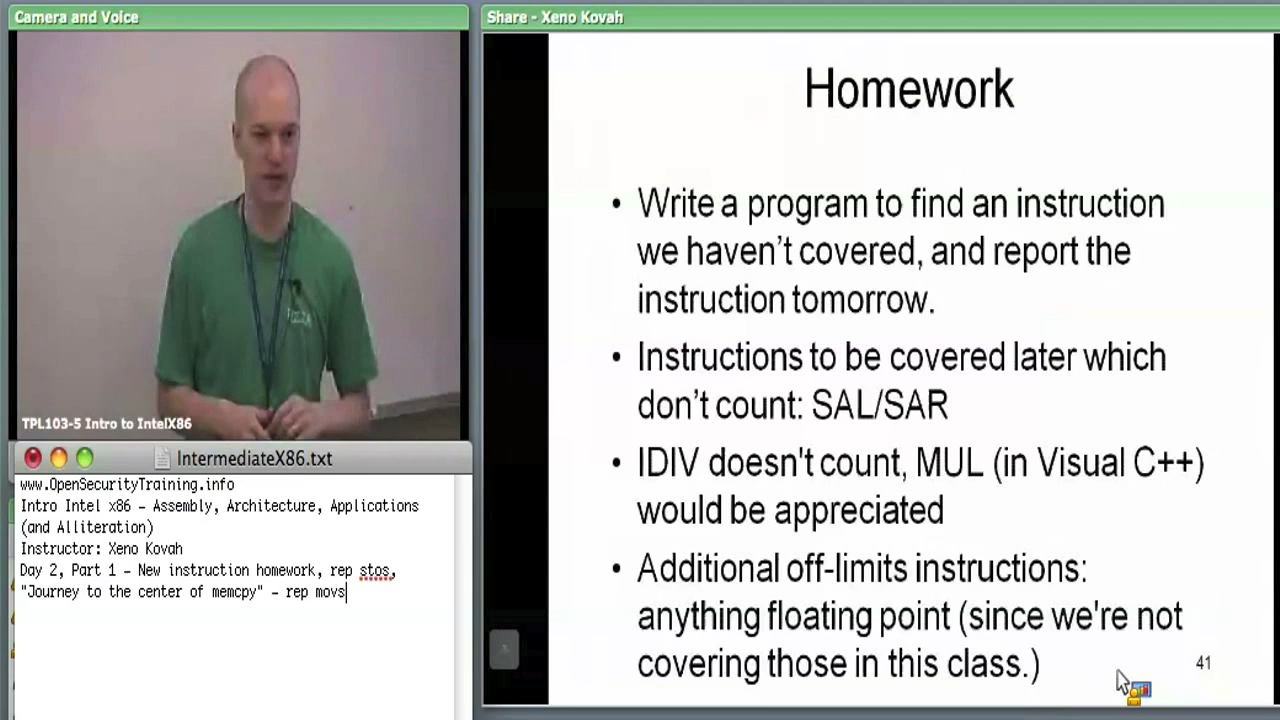 Camera and Voice
TPL103-5 Intro to IntelX86
IntermediateX86.txt
www.OpenSecurityTraining.info
Intro Intel x86 – Assembly, Architecture, Applications
(and Alliteration)
Instructor: Xeno Kovah
Day 2, Part 1 – New instruction homework, rep stos,
"Journey to the center of memcpy" – rep movs
Share - Xeno Kovah
Homework
• Write a program to find an instruction
we haven't covered, and report the
instruction tomorrow.
• Instructions to be covered later which
don't count: SAL/SAR
• IDIV doesn't count, MUL (in Visual C++)
would be appreciated
• Additional off-limits instructions:
anything floating point (since we're not
covering those in this class.)
41